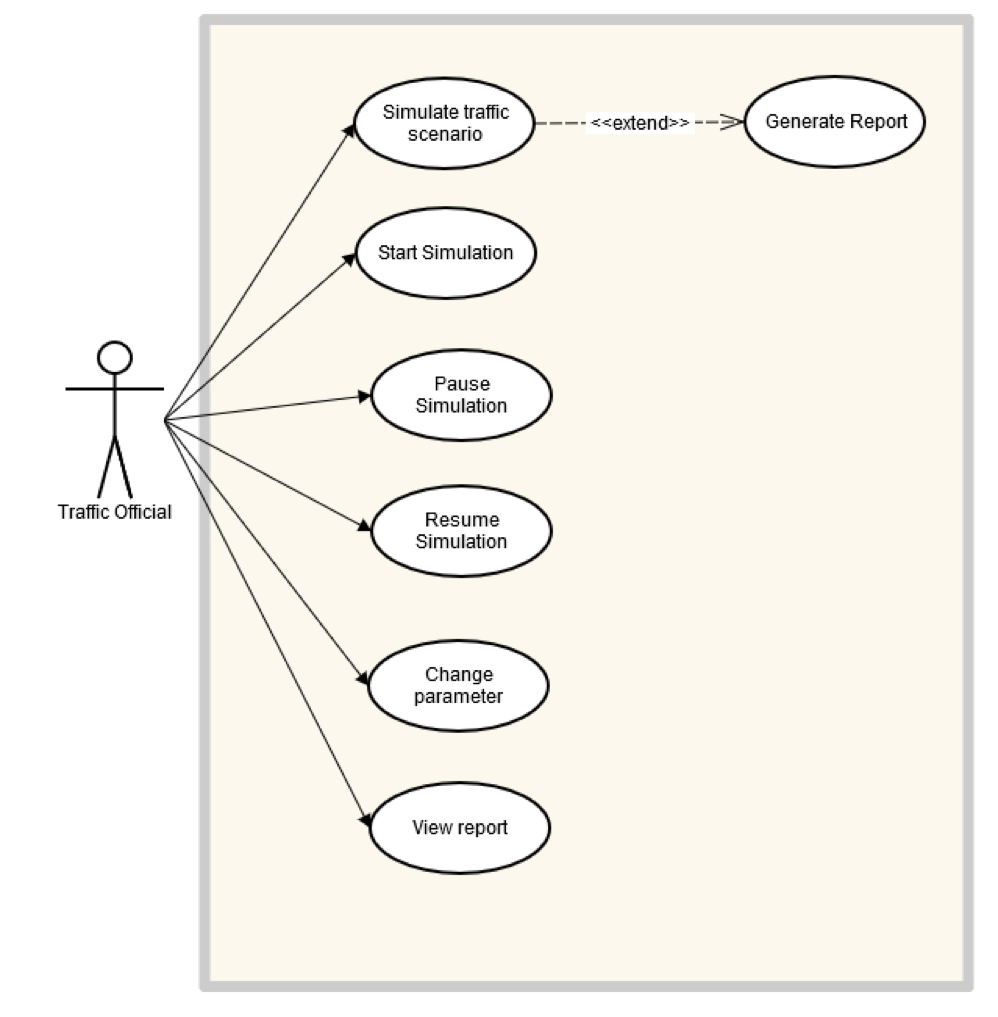 Simulate traffic
scenario
<<extend>>
Generate Report
Start Simulation
Pause
Simulation
Resume
Simulation
Traffic Official
Change
parameter
View report